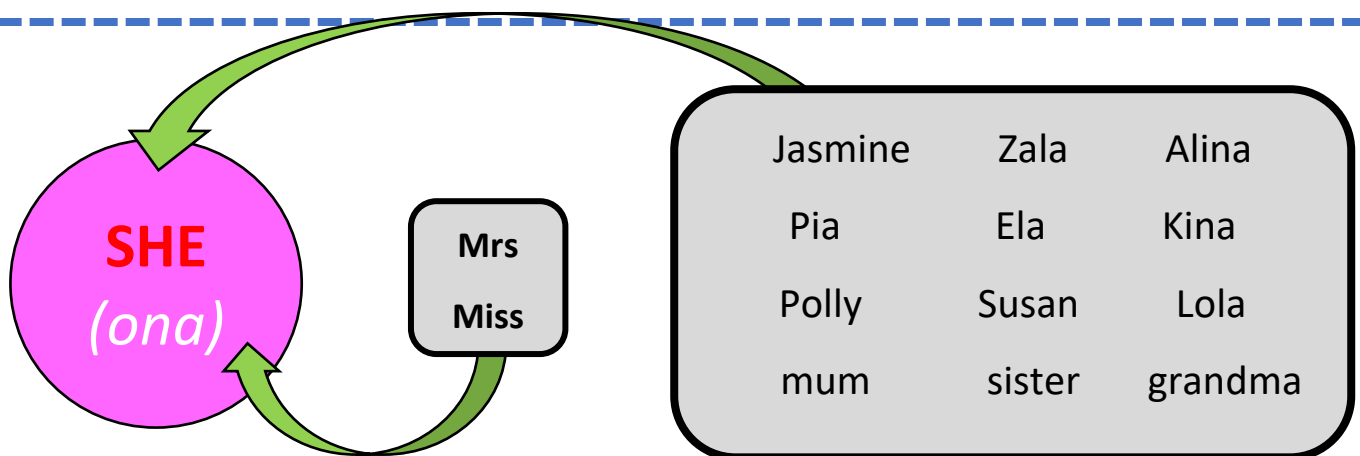 SHE
(ona)
Mrs
Miss
Jasmine Zala Alina
Pia Ela Kina
Polly Susan Lola
mum sister grandma